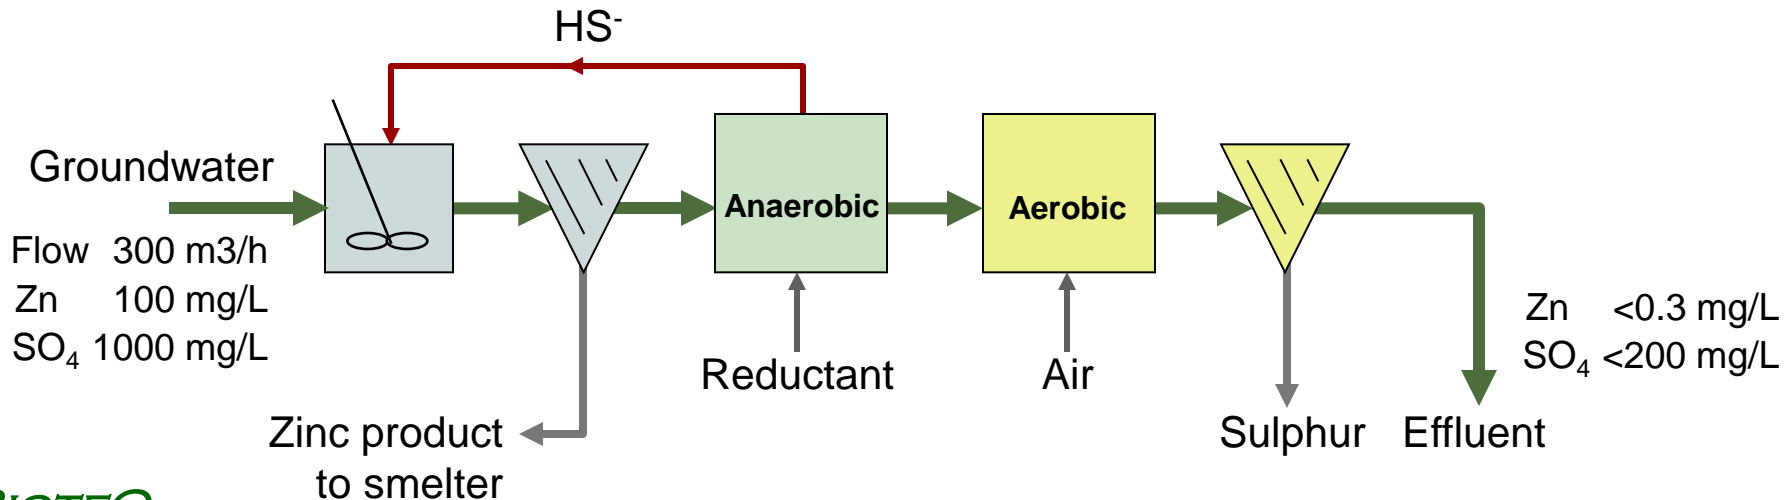 HS-
Groundwater
Flow 300 m3/h
Zn 100 mg/L
SO4 1000 mg/L
Anaerobic
Aerobic
Reductant
Air
Zn <0.3 mg/L
SO4 <200 mg/L
Zinc product
to smelter
Sulphur
Effluent